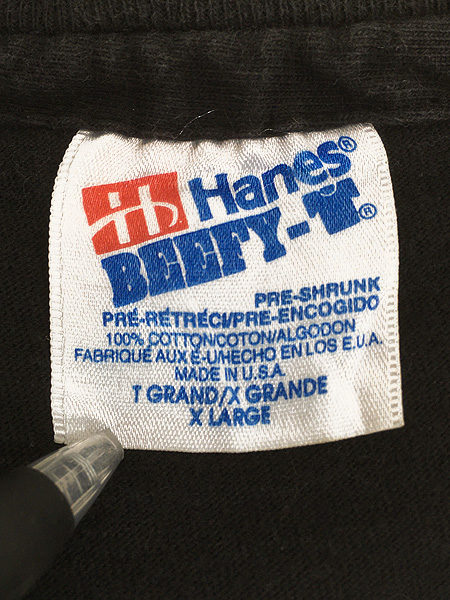 H Hanes®
BEEFY-T®
PRE-SHRUNK
PRÉ-RÉTRÉCI/PRE-ENCOGIDO
100% COTTON/COTON/ALGODON
FABRIQUÉ AUX É-U/HECHO EN LOS E.U.A.
MADE IN U.S.A.
T GRAND/X GRANDE
X LARGE